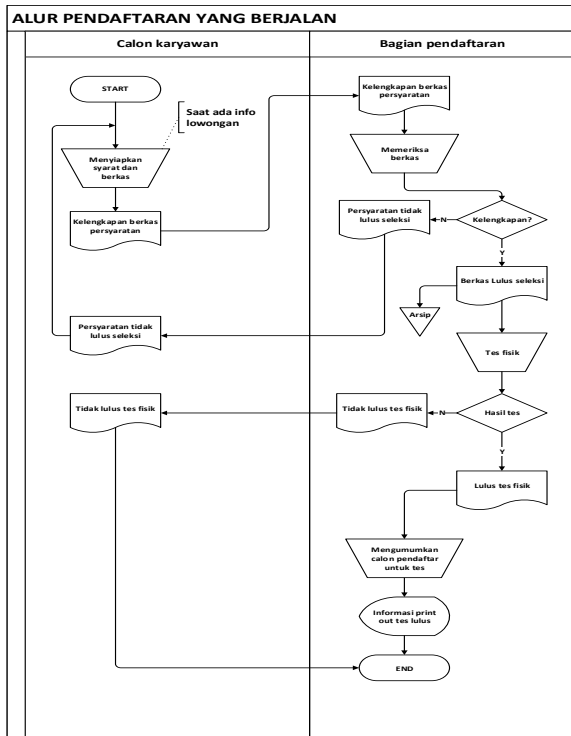 ALUR PENDAFTARAN YANG BERJALAN
Calon karyawan
Bagian pendaftaran
START
Saat ada info
lowongan
Menyiapkan
syarat dan
berkas
Kelengkapan berkas
persyaratan
Kelengkapan berkas
persyaratan
Memeriksa
berkas
Kelengkapan?
N
Persyaratan tidak
lulus seleksi
Y
Berkas Lulus seleksi
Arsip
Persyaratan tidak
lulus seleksi
Tes fisik
Hasil tes
N
Tidak lulus tes fisik
Tidak lulus tes fisik
Y
Lulus tes fisik
Mengumumkan
calon pendaftar
untuk tes
Informasi print
out tes lulus
END